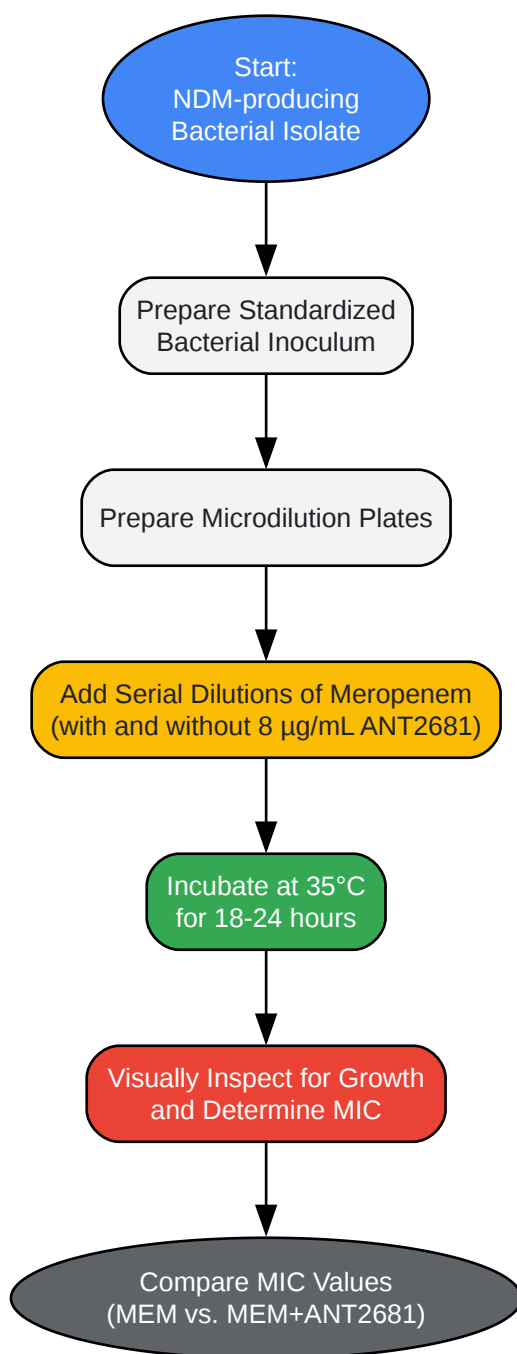 Start:
NDM-producing
Bacterial Isolate
Prepare Standardized
Bacterial Inoculum
Prepare Microdilution Plates
Add Serial Dilutions of Meropenem
(with and without 8 µg/mL ANT2681)
Incubate at 35°C
for 18-24 hours
Visually Inspect for Growth
and Determine MIC
Compare MIC Values
(MEM vs. MEM+ANT2681)